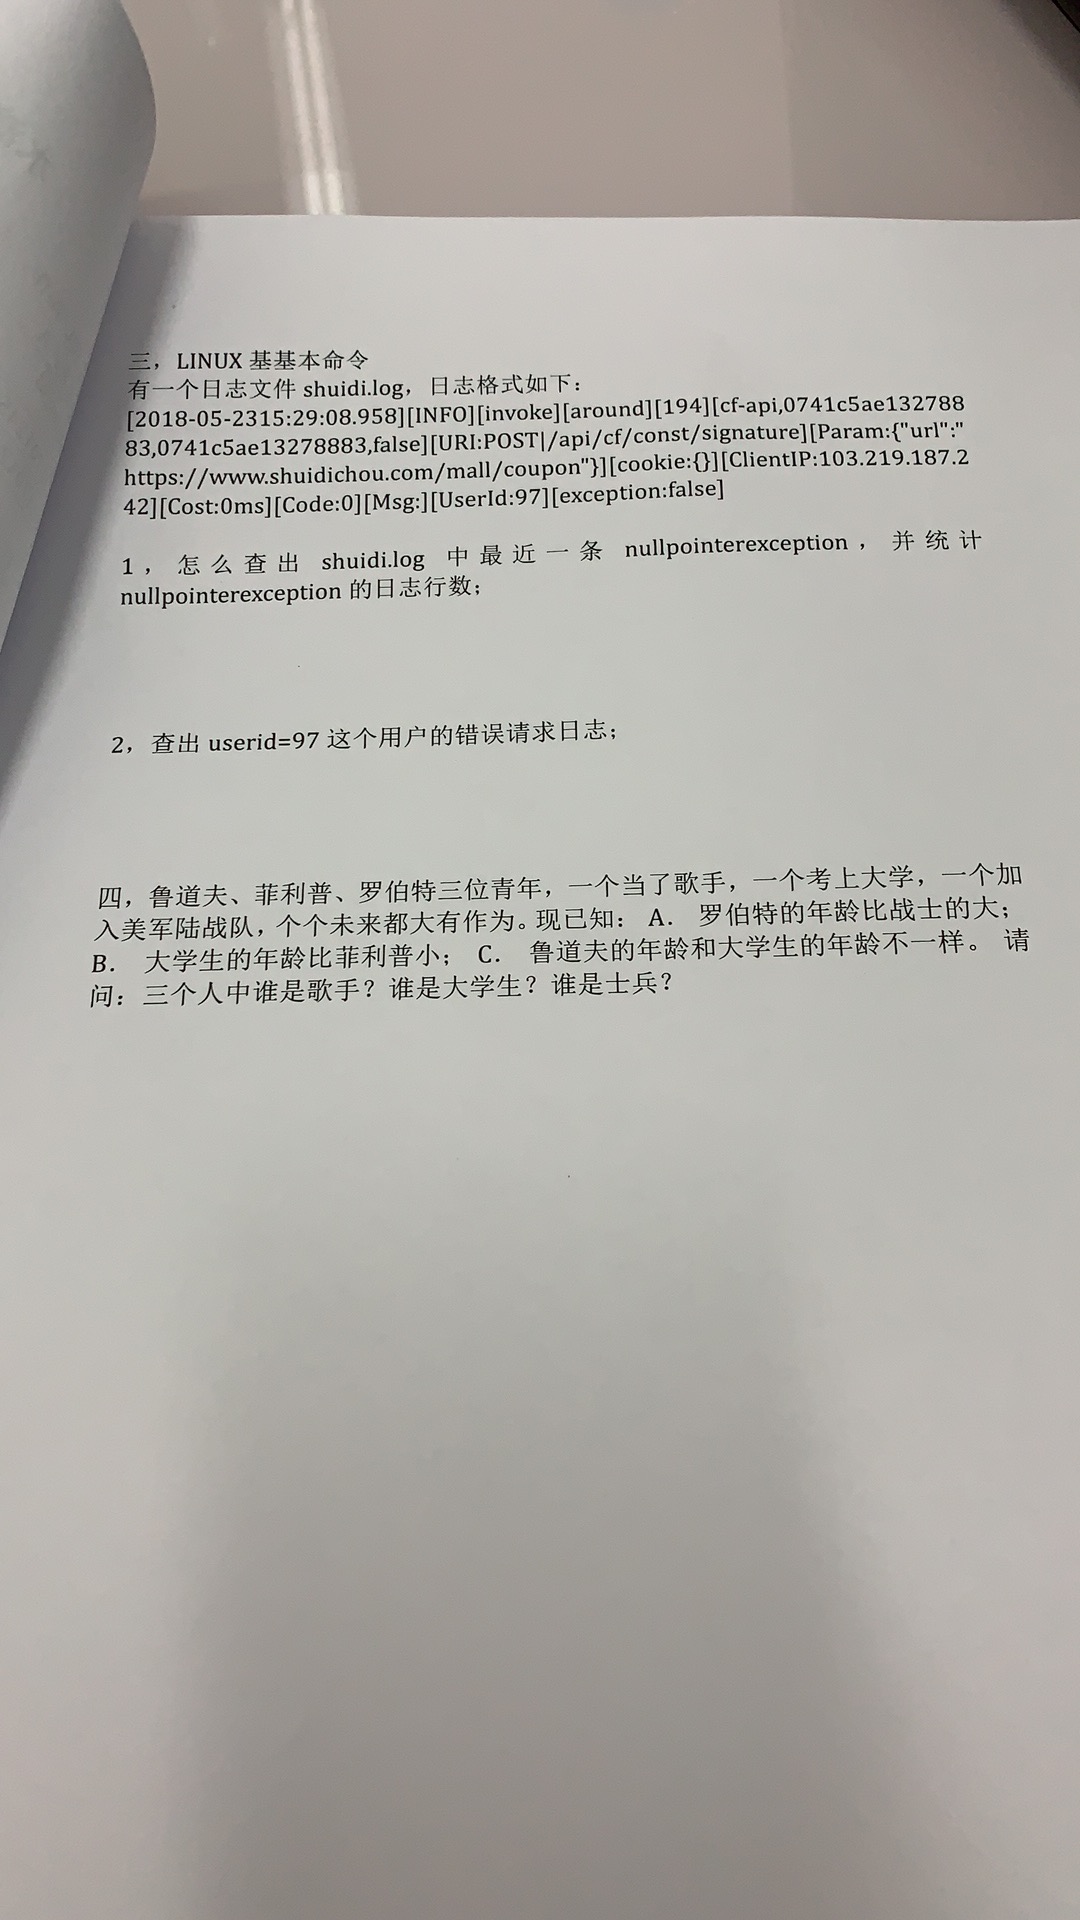 三，LINUX 基基本命令
有一个日志文件 shuidi.log，日志格式如下：
[2018-05-2315:29:08.958][INFO][invoke][around][194][cf-api,0741c5ae132788
83,0741c5ae13278883,false][URI:POST|/api/cf/const/signature][Param:{"url":"
https://www.shuidichou.com/mall/coupon"}][cookie:{}][ClientIP:103.219.187.2
42][Cost:0ms][Code:0][Msg:][UserId:97][exception:false]
1，怎么查出 shuidi.log 中最近一条 nullpointerexception，并统计
nullpointerexception 的日志行数；
2，查出 userid=97 这个用户的错误请求日志；
四，鲁道夫、菲利普、罗伯特三位青年，一个当了歌手，一个考上大学，一个加
入美军陆战队，个个未来都大有作为。现已知： A. 罗伯特的年龄比战士的大；
B. 大学生的年龄比菲利普小； C. 鲁道夫的年龄和大学生的年龄不一样。 请
问：三个人中谁是歌手？谁是大学生？谁是士兵？